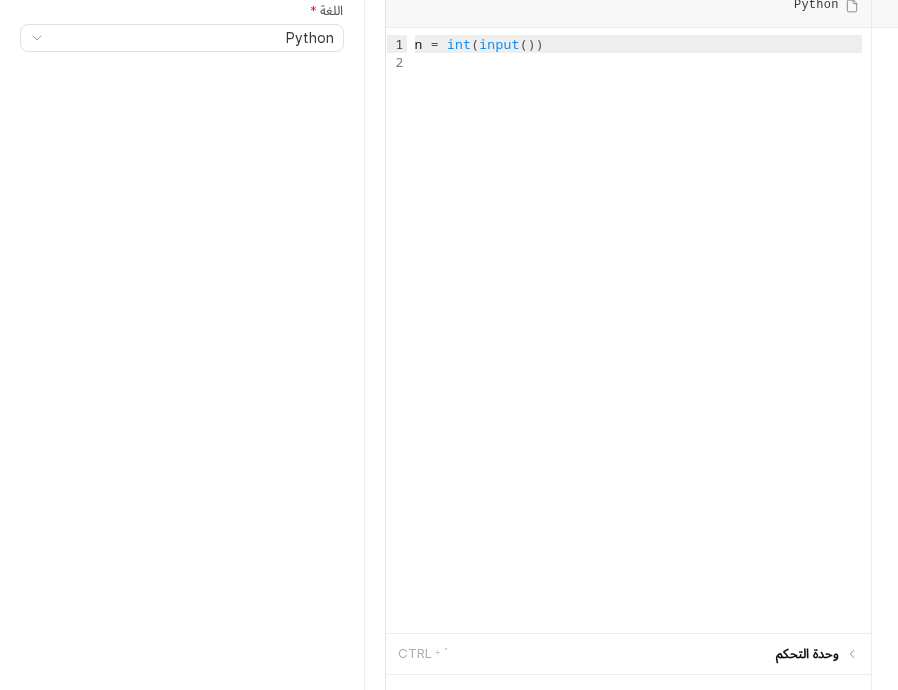 اللغة *
Python
Python
1 n = int(input())
2
وحدة التحكم
CTRL + `